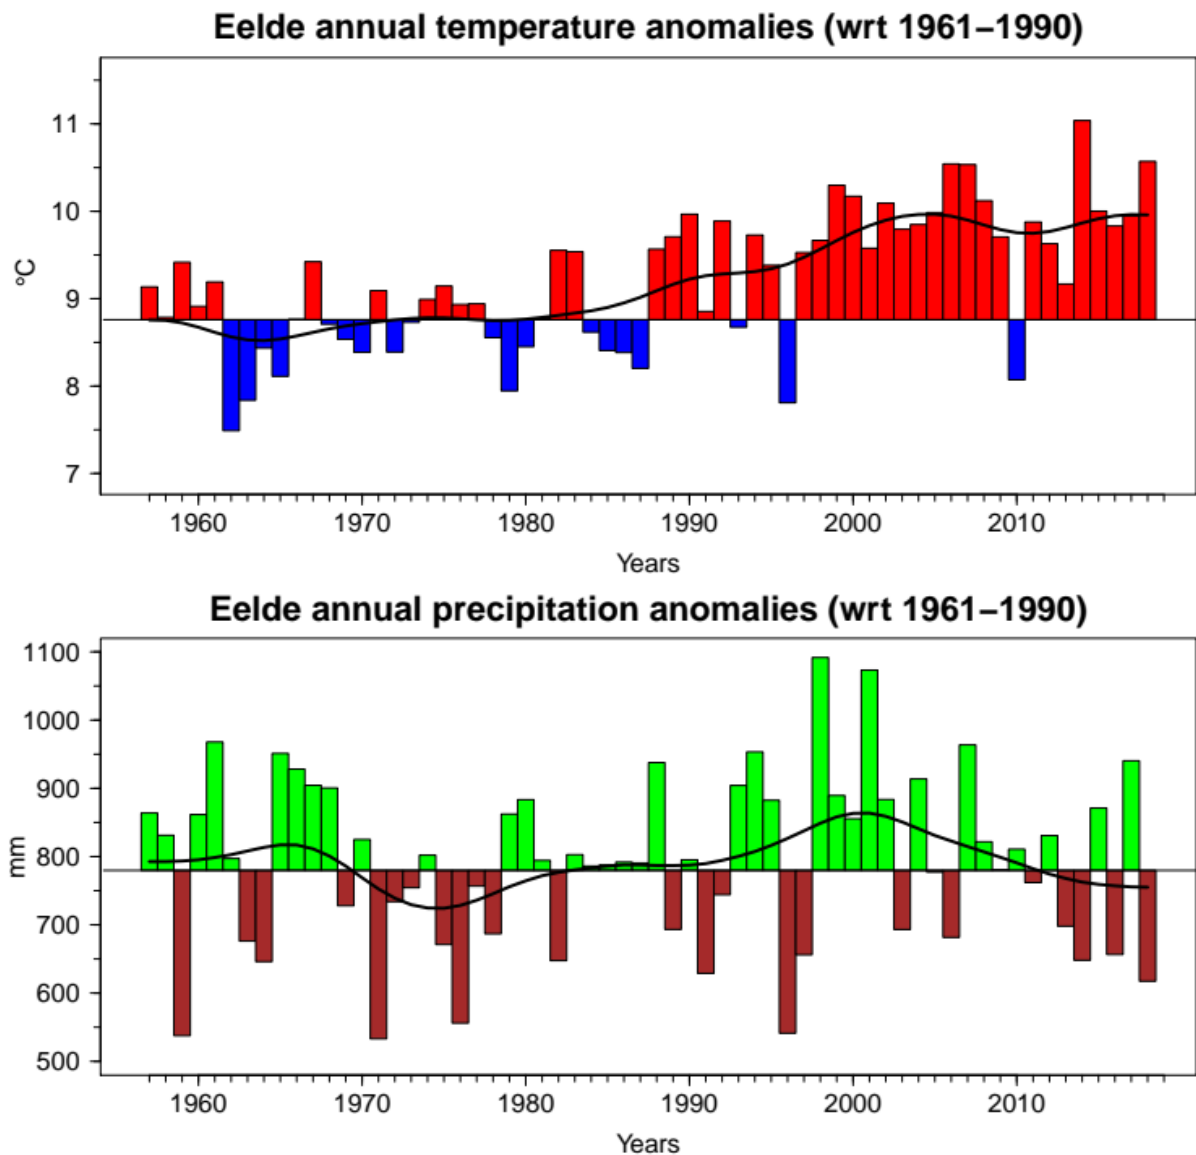 Eelde annual temperature anomalies (wrt 1961−1990)
11
10
9
8
7
°C
1960 1970 1980 1990 2000 2010
Years
Eelde annual precipitation anomalies (wrt 1961−1990)
1100
1000
900
800
700
600
500
mm
1960 1970 1980 1990 2000 2010
Years